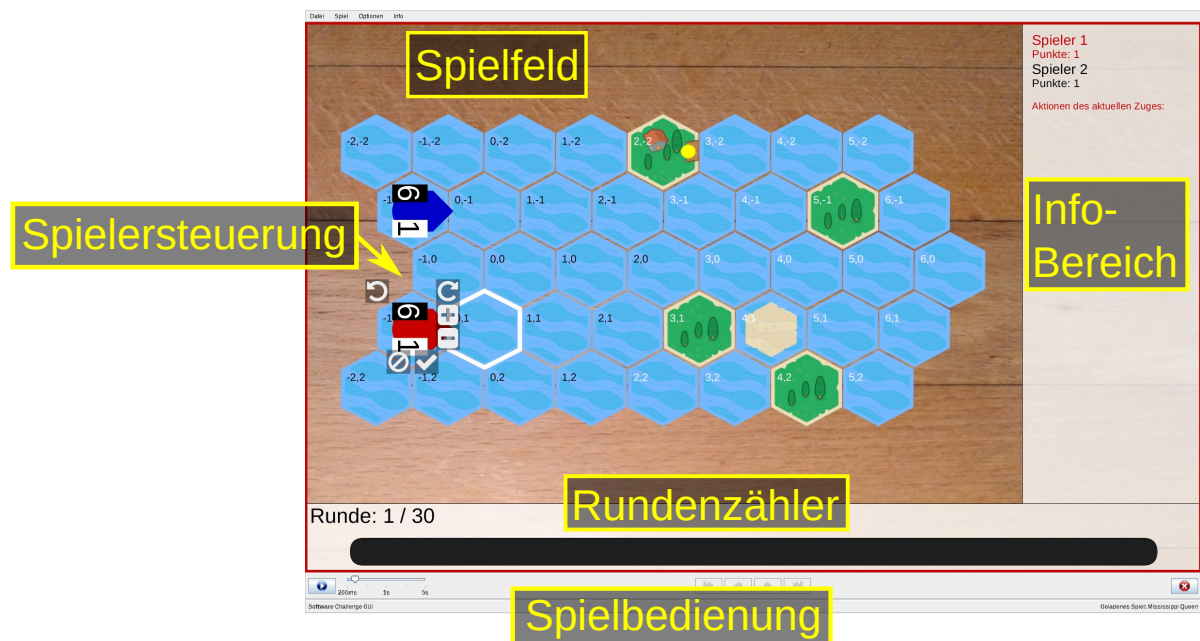 Datei Spiel Optionen Info
Spielfeld
Spieler 1
Punkte: 1
Spieler 2
Punkte: 1
Aktionen des aktuellen Zuges:
-2,-2 -1,-2 0,-2 1,-2 2,-2 3,-2 4,-2 5,-2
6 1
0,-1 1,-1 2,-1 3,-1 4,-1 5,-1 6,-1
Spielersteuerung
Info-
Bereich
-1,0 0,0 1,0 2,0 3,0 4,0 5,0 6,0
6 1
1,1 2,1 3,1 4,1 5,1 6,1
-2,2 -1,2 0,2 1,2 2,2 3,2 4,2 5,2
Rundenzähler
Runde: 1 / 30
200ms 1s 5s
Software Challenge GUI
Spielbedienung
Geladenes Spiel: Mississippi Queen